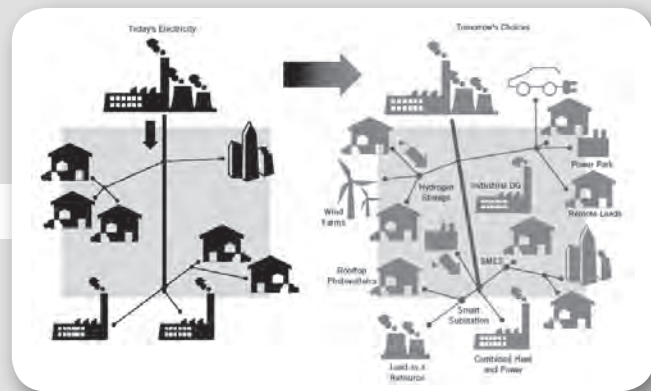 Today's Electricity
Tomorrow's Choices
Power Park
Hydrogen
Storage
Industrial DG
Wind
Farms
Remote Loads
Rooftop
Photovoltaics
SMES
Smart
Substation
Load as a
Resource
Combined Heat
and Power